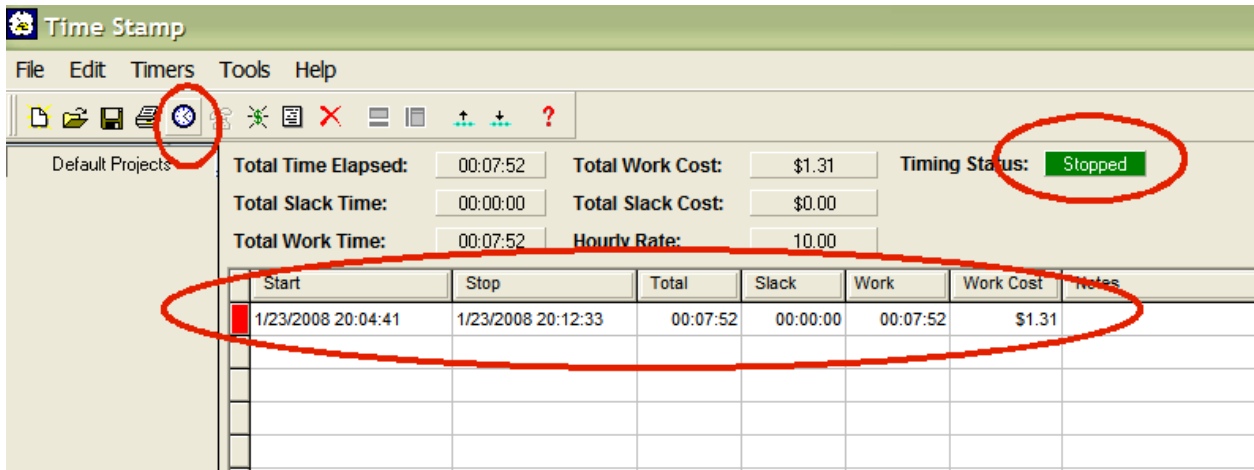 Time Stamp
File Edit Timers Tools Help
?
Default Projects
Total Time Elapsed: 00:07:52 Total Work Cost: $1.31 Timing Status: Stopped
Total Slack Time: 00:00:00 Total Slack Cost: $0.00
Total Work Time: 00:07:52 Hourly Rate: 10.00
Start Stop Total Slack Work Work Cost Notes
1/23/2008 20:04:41 1/23/2008 20:12:33 00:07:52 00:00:00 00:07:52 $1.31